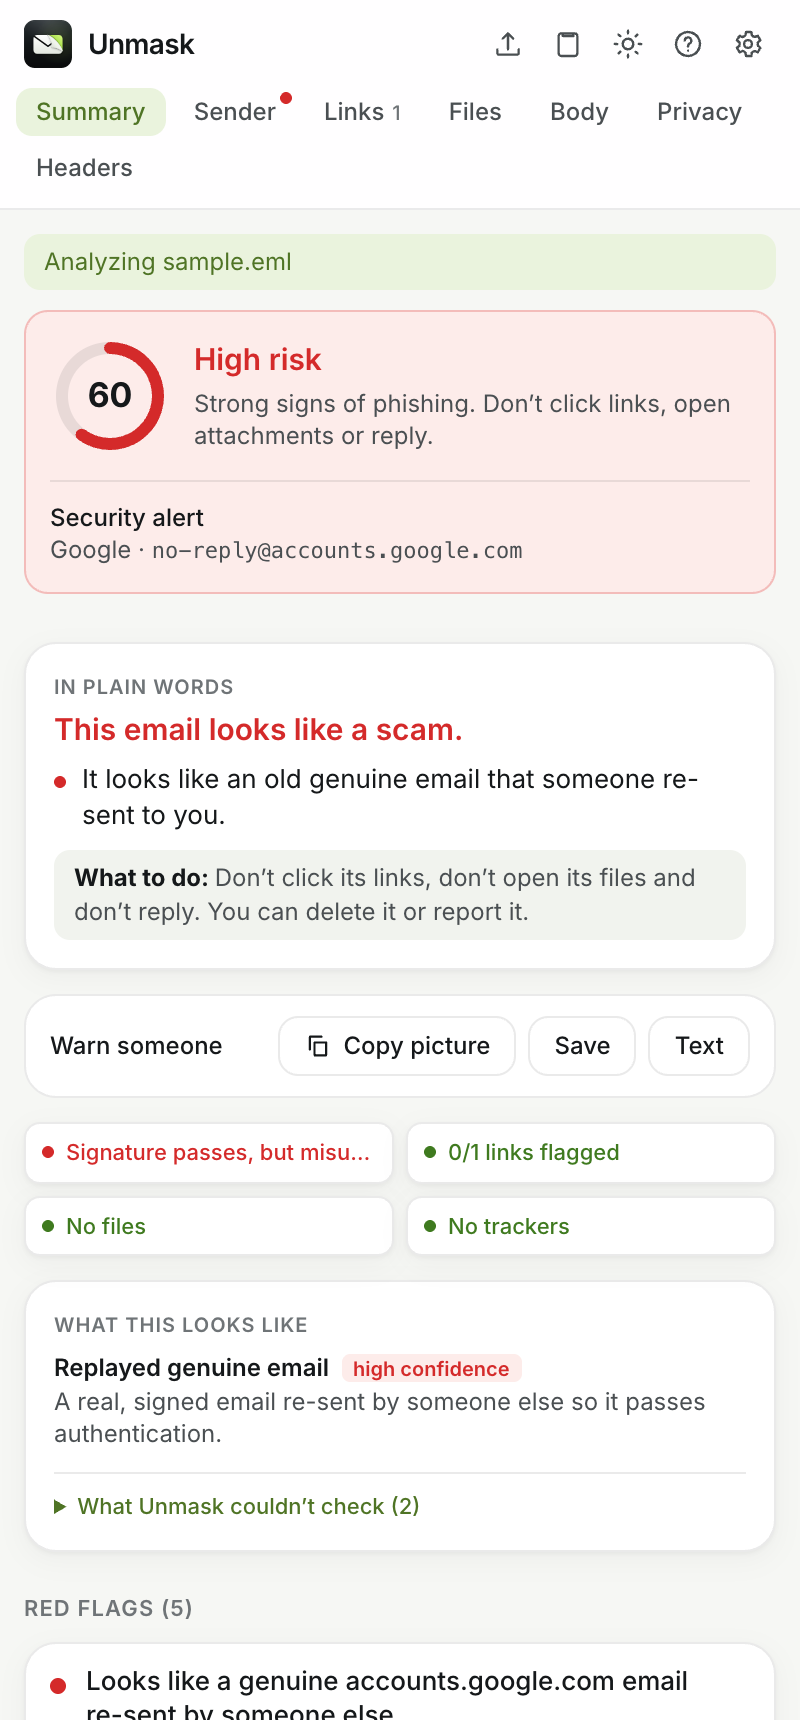 Unmask
Summary
Sender
Links 1
Files
Body
Privacy
Headers
Analyzing sample.eml
60
High risk
Strong signs of phishing. Don’t click links, open
attachments or reply.
Security alert
Google · no-reply@accounts.google.com
IN PLAIN WORDS
This email looks like a scam.
It looks like an old genuine email that someone re-
sent to you.
What to do: Don’t click its links, don’t open its files and
don’t reply. You can delete it or report it.
Warn someone
Copy picture
Save
Text
Signature passes, but misu...
0/1 links flagged
No files
No trackers
WHAT THIS LOOKS LIKE
Replayed genuine email high confidence
A real, signed email re-sent by someone else so it passes
authentication.
What Unmask couldn’t check (2)
RED FLAGS (5)
Looks like a genuine accounts.google.com email
re-sent by someone else